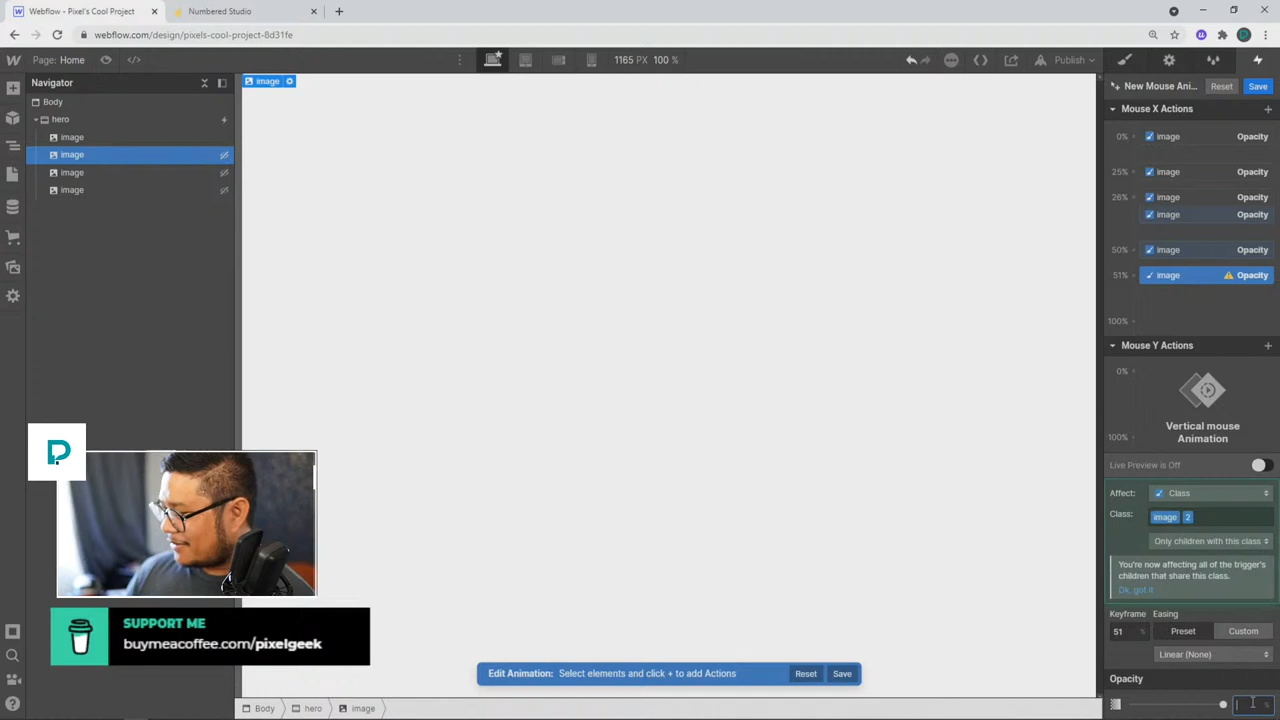 Webflow - Pixel's Cool Project
Numbered Studio
webflow.com/design/pixels-cool-project-8d31fe
Page: Home
1165 PX 100 %
Publish
Navigator
Body
hero
image
image
image
image
image
New Mouse Ani...
Reset
Save
Mouse X Actions
0% image Opacity
25% image Opacity
26% image Opacity
image Opacity
50% image Opacity
51% image Opacity
100%
Mouse Y Actions
0%
Vertical mouse
Animation
100%
Live Preview is Off
Affect: Class
Class: image 2
Only children with this class
You're now affecting all of the trigger's
children that share this class.
Ok, got it
Keyframe Easing
51 % Preset Custom
Linear (None)
Opacity
%
SUPPORT ME
buymeacoffee.com/pixelgeek
Edit Animation: Select elements and click + to add Actions
Reset
Save
Body hero image